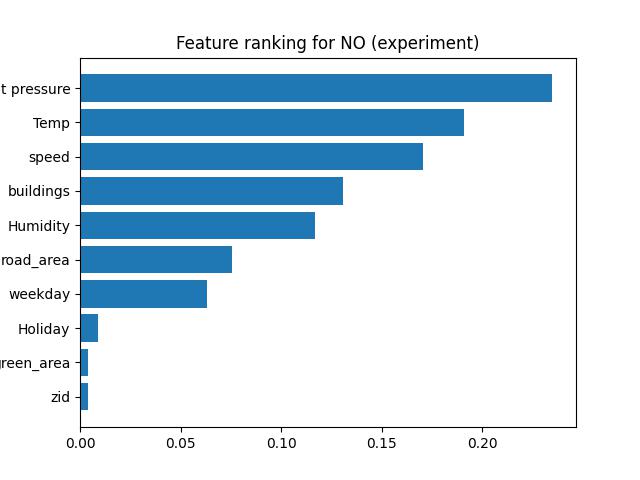 Feature ranking for NO (experiment)
t pressure
Temp
speed
buildings
Humidity
road_area
weekday
Holiday
green_area
zid
0.00 0.05 0.10 0.15 0.20